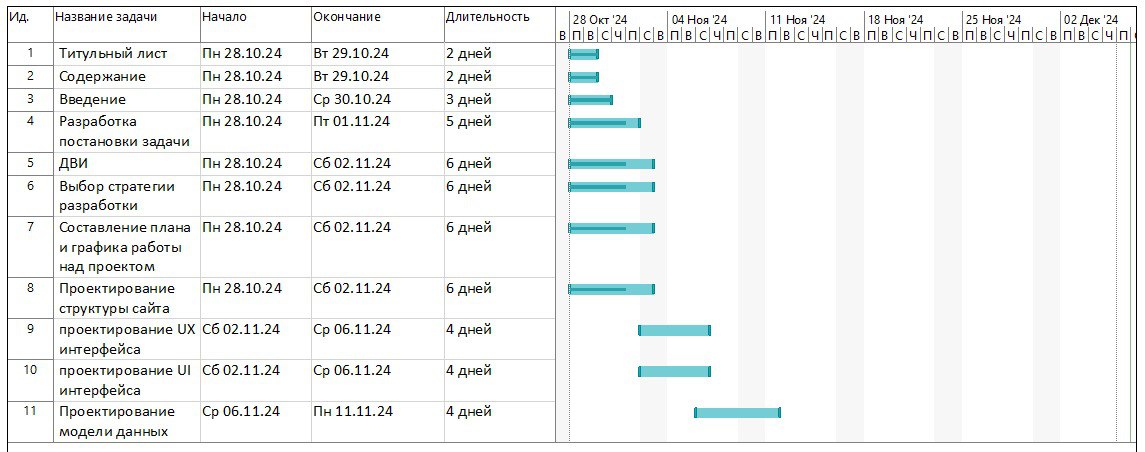 Ид. Название задачи Начало Окончание Длительность 28 Окт '24 04 Ноя '24 11 Ноя '24 18 Ноя '24 25 Ноя '24 02 Дек '24
В П В С Ч П С В П В С Ч П С В П В С Ч П С В П В С Ч П С В П В С Ч П С В П В С Ч П С
1 Титульный лист Пн 28.10.24 Вт 29.10.24 2 дней
2 Содержание Пн 28.10.24 Вт 29.10.24 2 дней
3 Введение Пн 28.10.24 Ср 30.10.24 3 дней
4 Разработка Пн 28.10.24 Пт 01.11.24 5 дней
постановки задачи
5 ДВИ Пн 28.10.24 Сб 02.11.24 6 дней
6 Выбор стратегии Пн 28.10.24 Сб 02.11.24 6 дней
разработки
7 Составление плана Пн 28.10.24 Сб 02.11.24 6 дней
и графика работы
над проектом
8 Проектирование Пн 28.10.24 Сб 02.11.24 6 дней
структуры сайта
9 проектирование UX Сб 02.11.24 Ср 06.11.24 4 дней
интерфейса
10 проектирование UI Сб 02.11.24 Ср 06.11.24 4 дней
интерфейса
11 Проектирование Ср 06.11.24 Пн 11.11.24 4 дней
модели данных